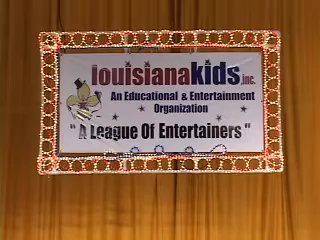 louisianakids, inc.
An Educational & Entertainment
Organization
"A League Of Entertainers"